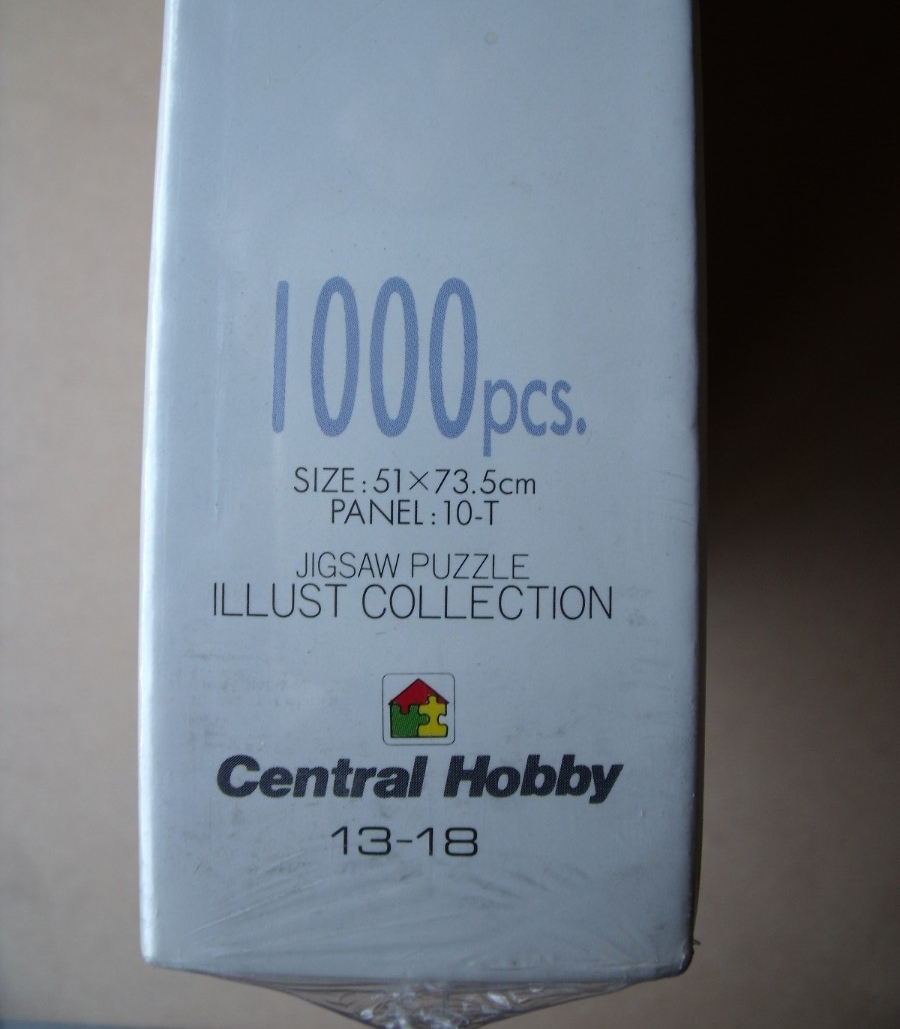 1000pcs.
SIZE:51×73.5cm
PANEL:10-T
JIGSAW PUZZLE
ILLUST COLLECTION
Central Hobby
13-18